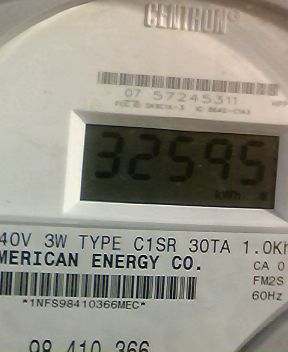 CENTRON®
07 57245311
32595
kWh
40V 3W TYPE C1SR 30TA 1.0Kh
MERICAN ENERGY CO.
CA 0
FM2S
60Hz
*1NFS98410366MEC*
98 410 366